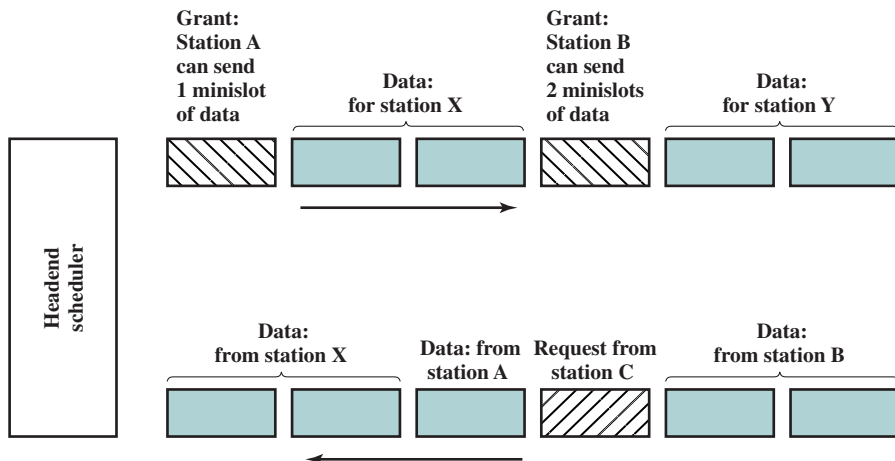 Grant:
Station A
can send
1 minislot
of data
Data:
for station X
Grant:
Station B
can send
2 minislots
of data
Data:
for station Y
Headend
scheduler
Data:
from station X
Data: from
station A
Request from
station C
Data:
from station B